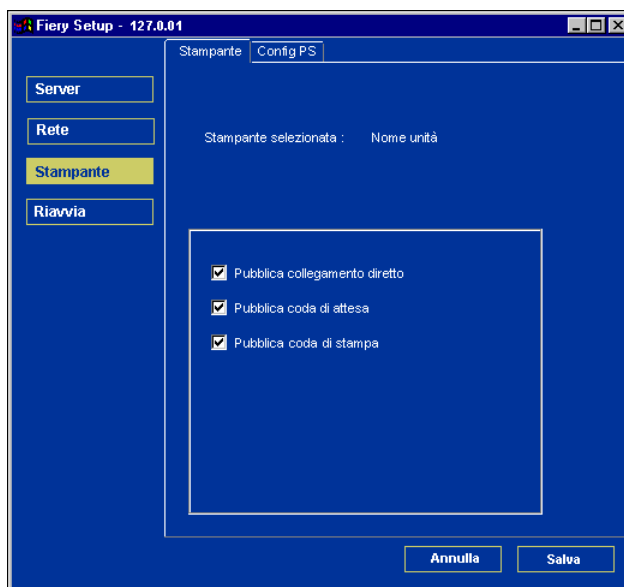 Fiery Setup - 127.0.01
Stampante
Config PS
Server
Rete
Stampante
Riavvia
Stampante selezionata : Nome unità
Pubblica collegamento diretto
Pubblica coda di attesa
Pubblica coda di stampa
Annulla
Salva